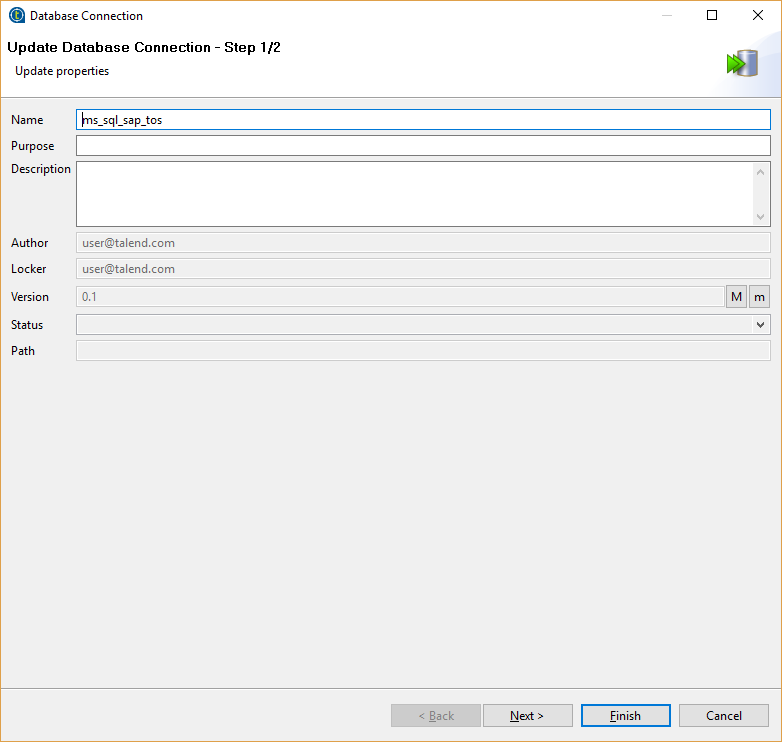 Database Connection
Update Database Connection - Step 1/2
Update properties
Name ms_sql_sap_tos
Purpose
Description
Author user@talend.com
Locker user@talend.com
Version 0.1 M m
Status
Path
< Back Next > Finish Cancel